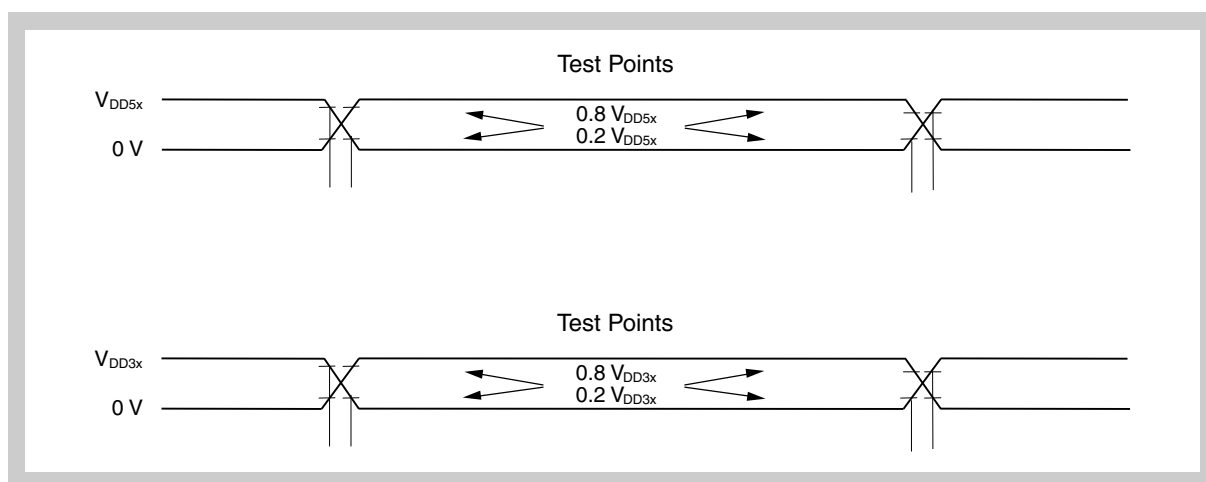 Test Points
VDD5x
0.8 VDD5x
0.2 VDD5x
0 V
Test Points
VDD3x
0.8 VDD3x
0.2 VDD3x
0 V